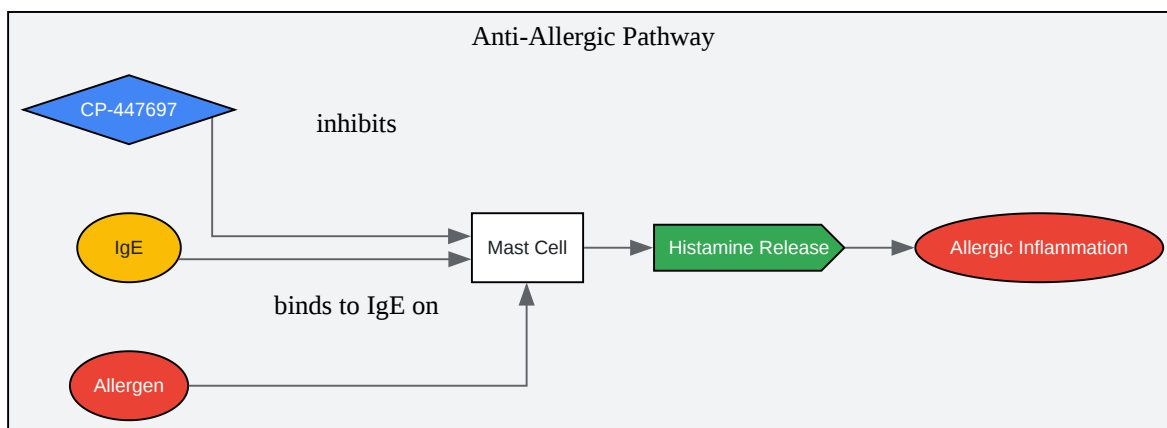 Anti-Allergic Pathway
CP-447697
inhibits
IgE
Mast Cell
Histamine Release
Allergic Inflammation
binds to IgE on
Allergen